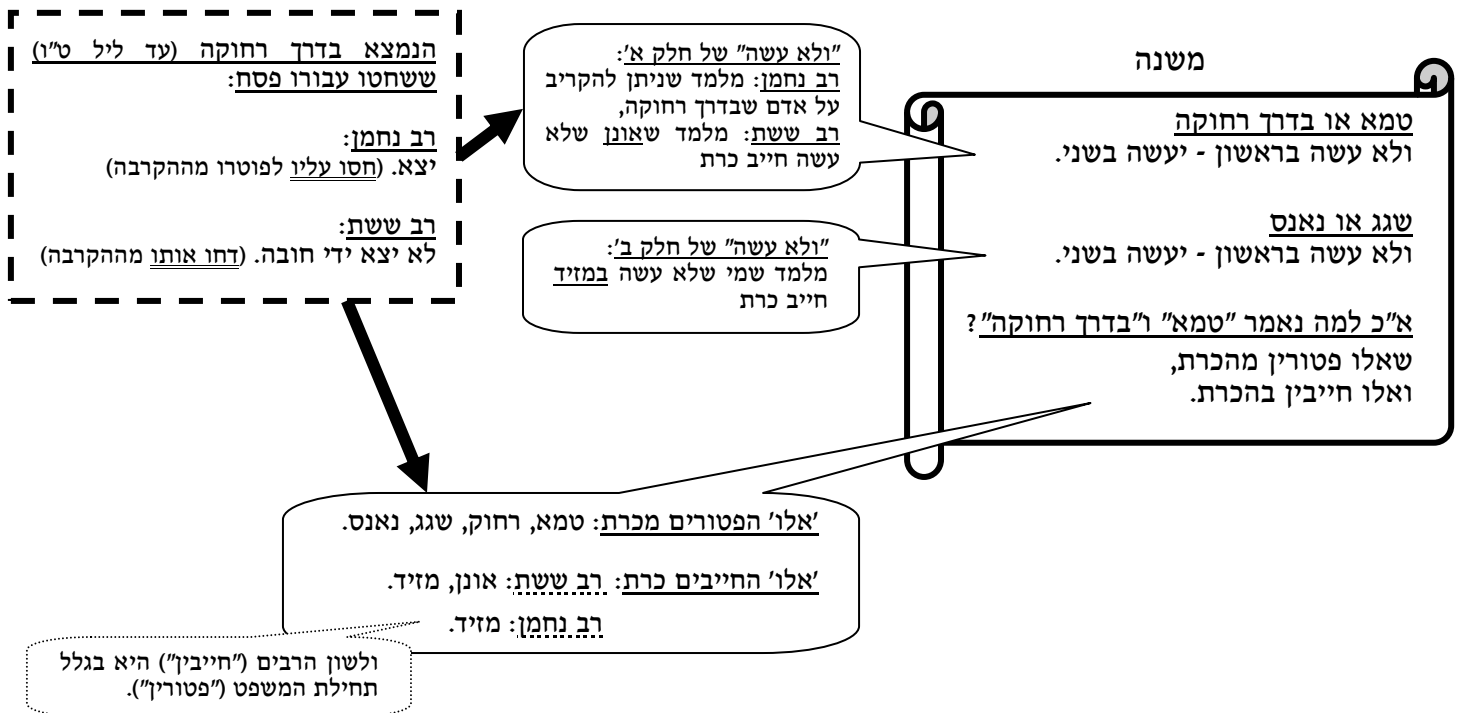 משנה
טמא או בדרך רחוקה
ולא עשה בראשון - יעשה בשני.
שגג או נאנס
ולא עשה בראשון - יעשה בשני.
א"כ למה נאמר "טמא" ו"בדרך רחוקה"?
שאלו פטורין מהכרת,
ואלו חייבין בהכרת.
"ולא עשה" של חלק א':
רב נחמן: מלמד שניתן להקריב
על אדם שבדרך רחוקה,
רב ששת: מלמד שאונן שלא
עשה חייב כרת
"ולא עשה" של חלק ב':
מלמד שמי שלא עשה במזיד
חייב כרת
הנמצא בדרך רחוקה (עד ליל ט"ו)
ששחטו עבורו פסח:
רב נחמן:
יצא. (חסו עליו לפוטרו מההקרבה)
רב ששת:
לא יצא ידי חובה. (דחו אותו מההקרבה)
'אלו' הפטורים מכרת: טמא, רחוק, שגג, נאנס.
'אלו' החייבים כרת: רב ששת: אונן, מזיד.
רב נחמן: מזיד.
ולשון הרבים ("חייבין") היא בגלל
תחילת המשפט ("פטורין").